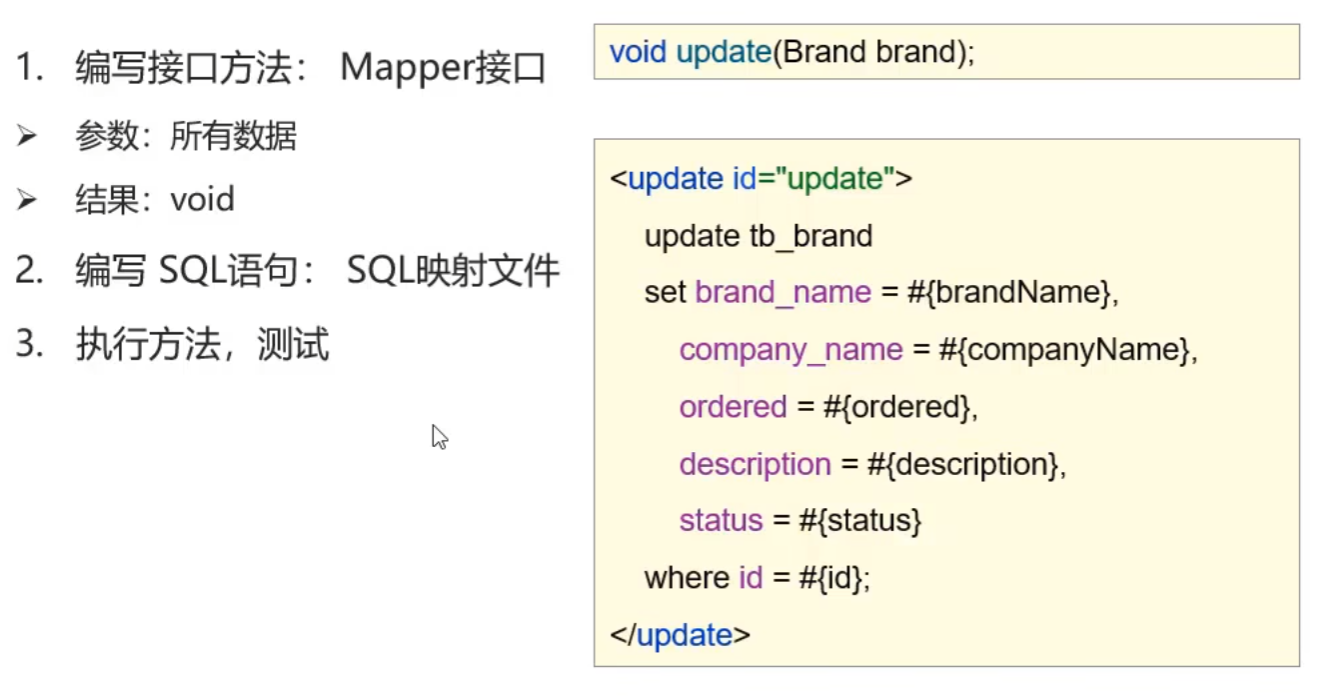 1. 编写接口方法： Mapper接口
➢ 参数：所有数据
➢ 结果：void
2. 编写 SQL语句： SQL映射文件
3. 执行方法，测试
void update(Brand brand);
<update id="update">
update tb_brand
set brand_name = #{brandName},
company_name = #{companyName},
ordered = #{ordered},
description = #{description},
status = #{status}
where id = #{id};
</update>